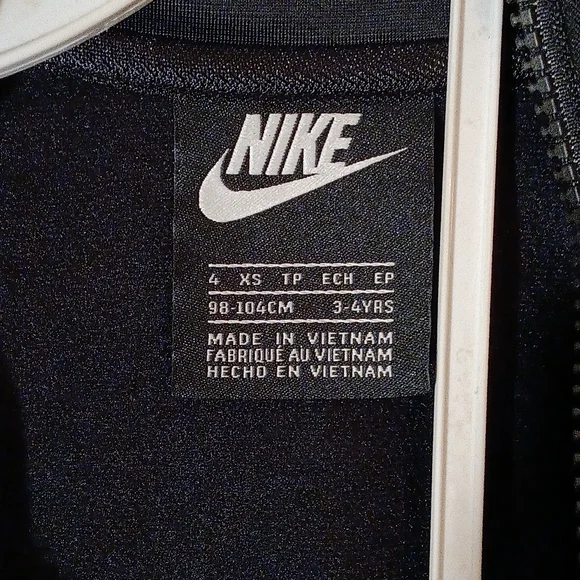 NIKE
4 XS TP ECH EP
98-104CM 3-4YRS
MADE IN VIETNAM
FABRIQUÉ AU VIETNAM
HECHO EN VIETNAM